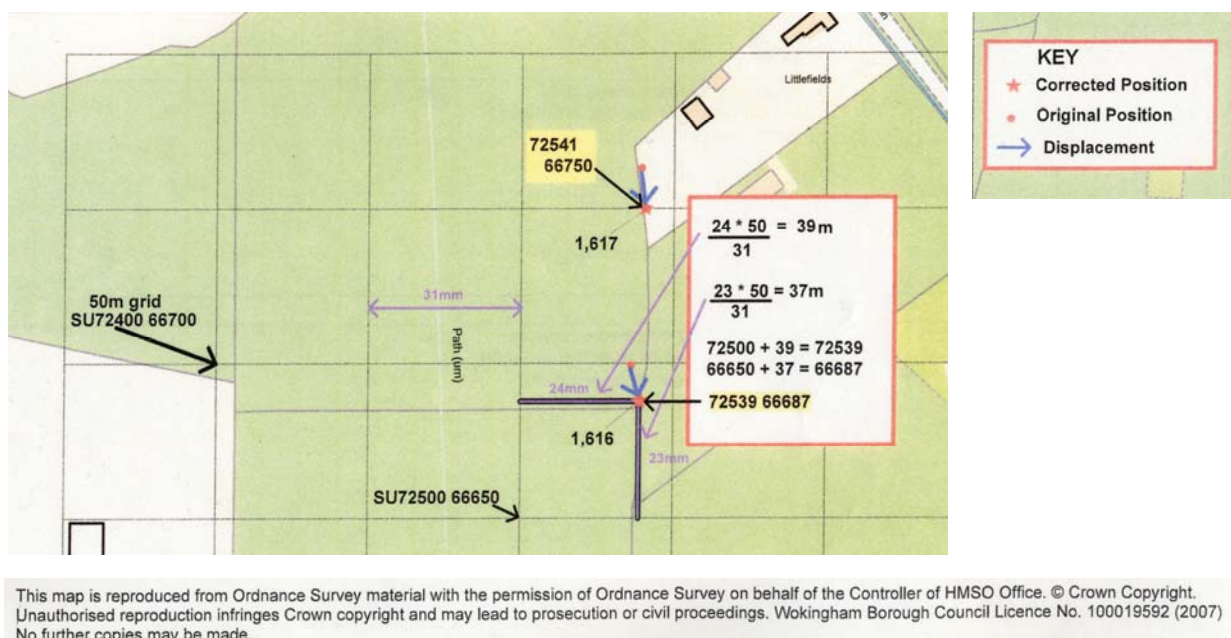 Littlefields
72541
66750
1,617
50m grid
SU72400 66700
31mm
Path (um)
24mm
1,616
23mm
SU72500 66650
24 * 50 = 39m
31
23 * 50 = 37m
31
72500 + 39 = 72539
66650 + 37 = 66687
72539 66687
KEY
Corrected Position
Original Position
Displacement
This map is reproduced from Ordnance Survey material with the permission of Ordnance Survey on behalf of the Controller of HMSO Office. © Crown Copyright.
Unauthorised reproduction infringes Crown copyright and may lead to prosecution or civil proceedings. Wokingham Borough Council Licence No. 100019592 (2007)
No further copies may be made.